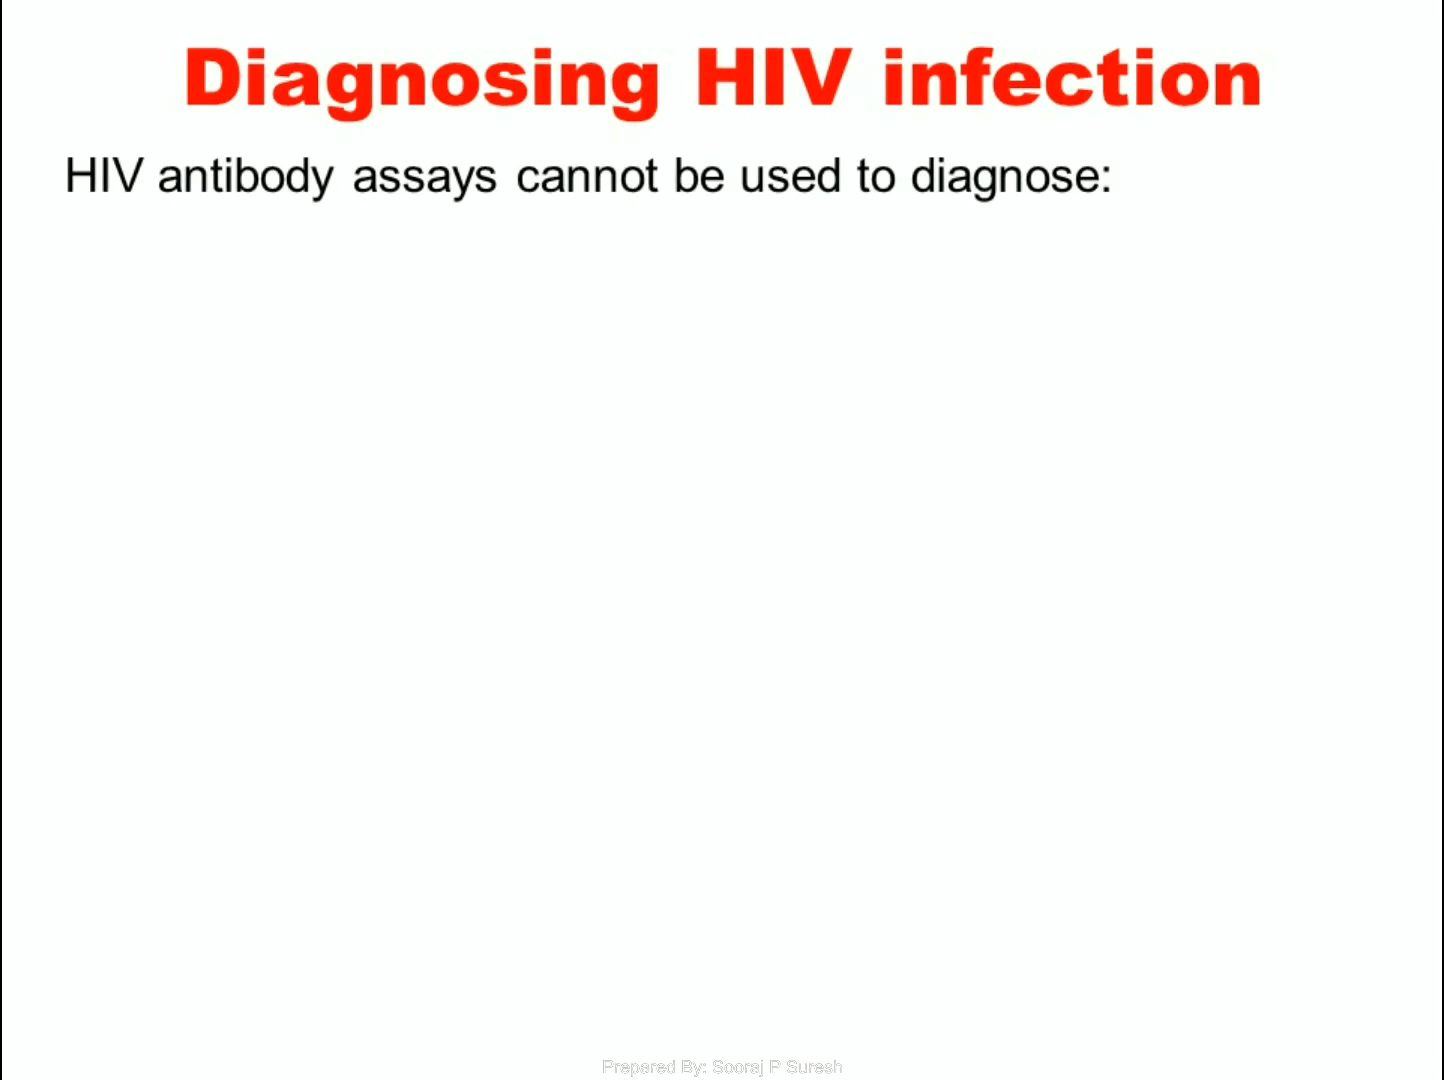 Diagnosing HIV infection
HIV antibody assays cannot be used to diagnose:
Prepared By: Sooraj P Suresh